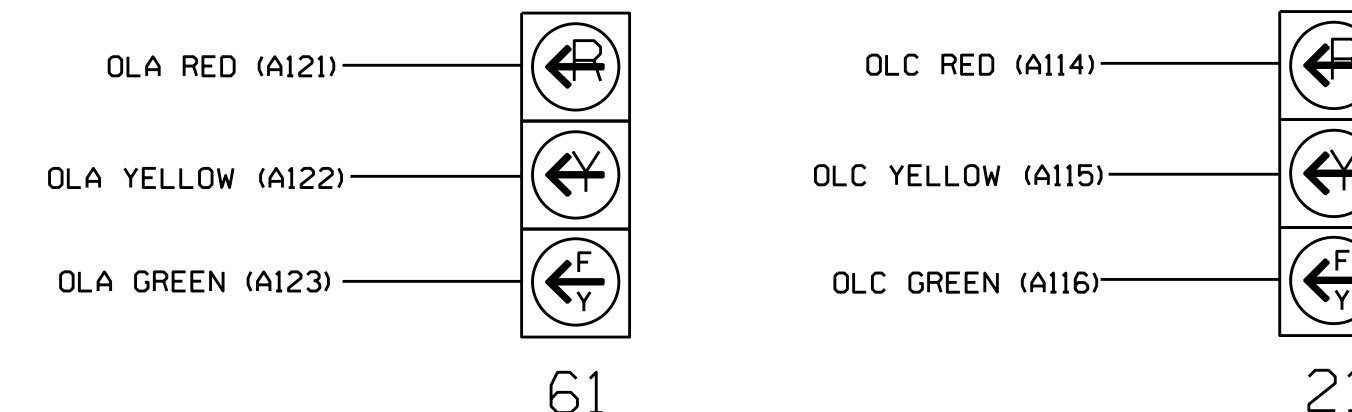 OLA RED (A121)
R
OLA YELLOW (A122)
Y
OLA GREEN (A123)
F
Y
61
OLC RED (A114)
OLC YELLOW (A115)
Y
OLC GREEN (A116)
F
Y